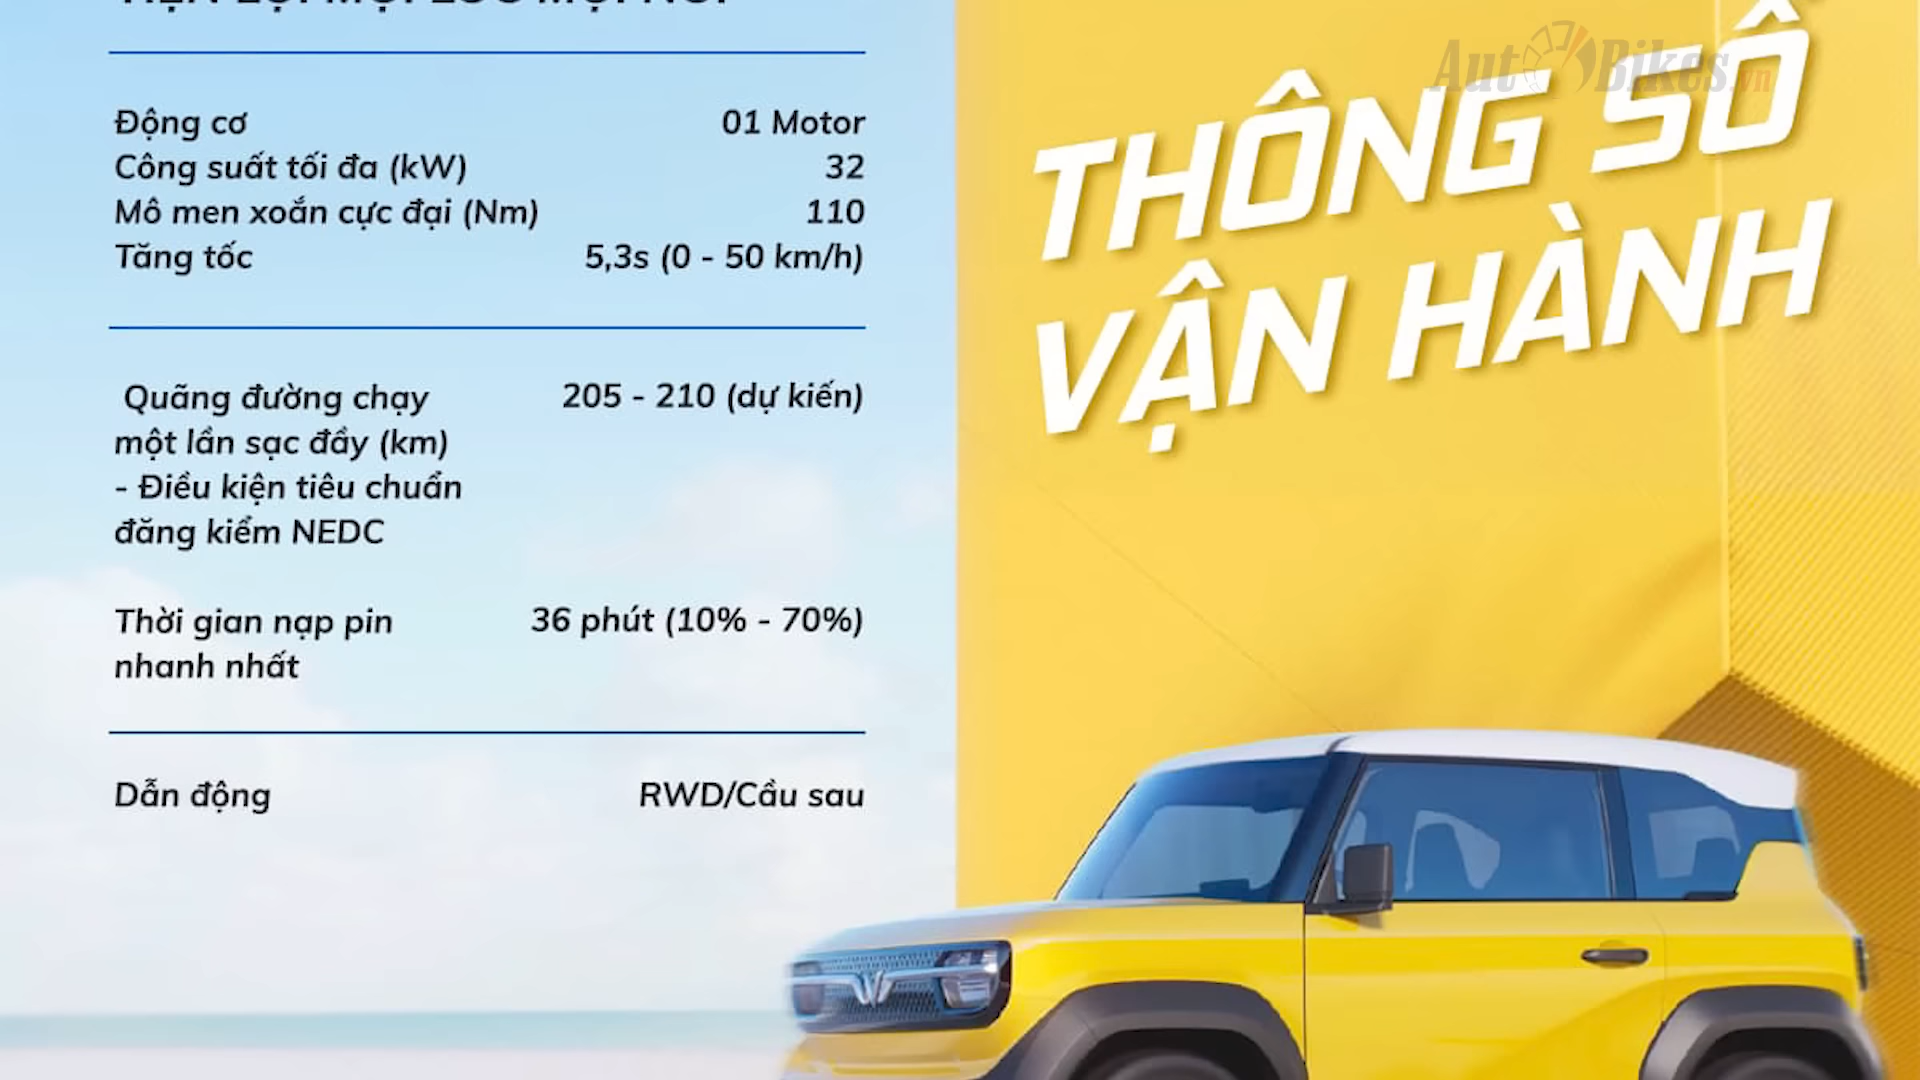 Động cơ 01 Motor
Công suất tối đa (kW) 32
Mô men xoắn cực đại (Nm) 110
Tăng tốc 5,3s (0 - 50 km/h)
Quãng đường chạy 205 - 210 (dự kiến)
một lần sạc đầy (km)
- Điều kiện tiêu chuẩn
đăng kiểm NEDC
Thời gian nạp pin 36 phút (10% - 70%)
nhanh nhất
Dẫn động RWD/Cầu sau
AutoBikes.vn
THÔNG SỐ
VẬN HÀNH